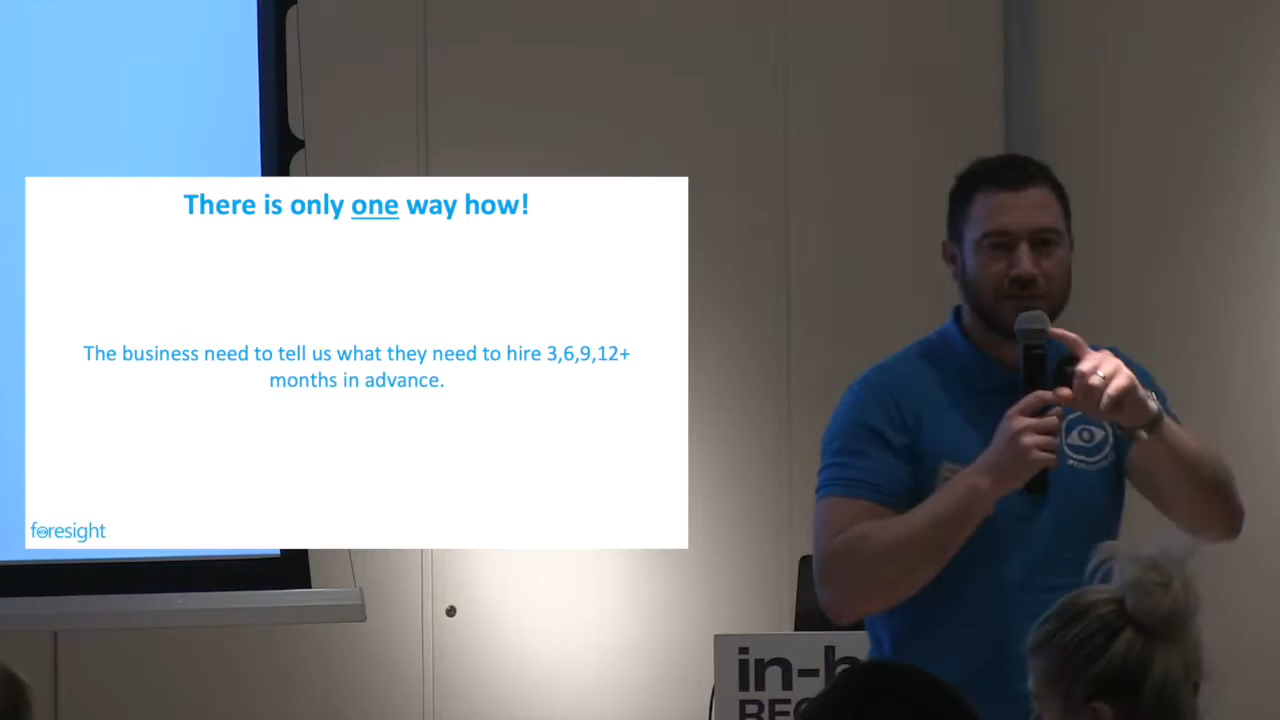 There is only one way how!
The business need to tell us what they need to hire 3,6,9,12+
months in advance.
foresight
in-h